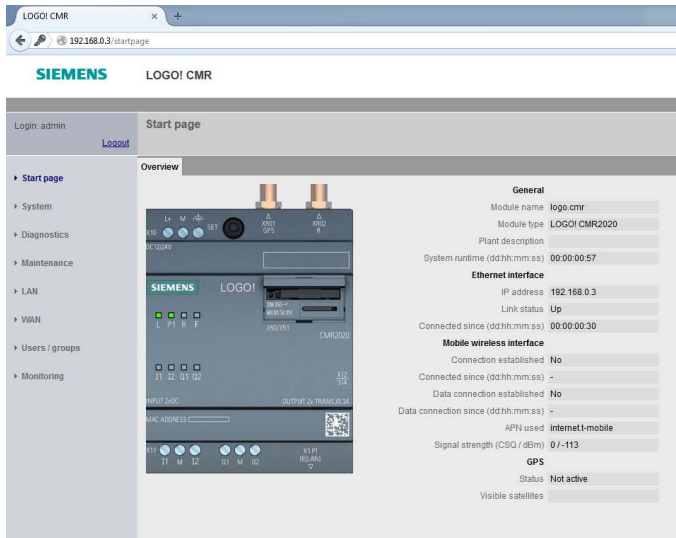 LOGO! CMR
192.168.0.3/startpage
SIEMENS LOGO! CMR
Login: admin
Logout
Start page
Start page
System
Diagnostics
Maintenance
LAN
WAN
Users / groups
Monitoring
Overview
L+ M
X10
SET
XR01
GPS
XR02
R
DC12/24V
SIEMENS LOGO!
X50/X51
CMR2020
L P1 R F
I1 I2 Q1 Q2
X12
314
INPUT 2xDC
OUTPUT 2x TRANS./0.3A
MAC ADDRESS
X11
I1 M I2 Q1 M Q2
X1P1
(E)LAN)
General
Module name logo.cmr
Module type LOGO! CMR2020
Plant description
System runtime (dd:hh:mm:ss) 00:00:00:57
Ethernet interface
IP address 192.168.0.3
Link status Up
Connected since (dd:hh:mm:ss) 00:00:00:30
Mobile wireless interface
Connection established No
Connected since (dd:hh:mm:ss) -
Data connection established No
Data connection since (dd:hh:mm:ss) -
APN used internet.t-mobile
Signal strength (CSQ / dBm) 0 / -113
GPS
Status Not active
Visible satellites